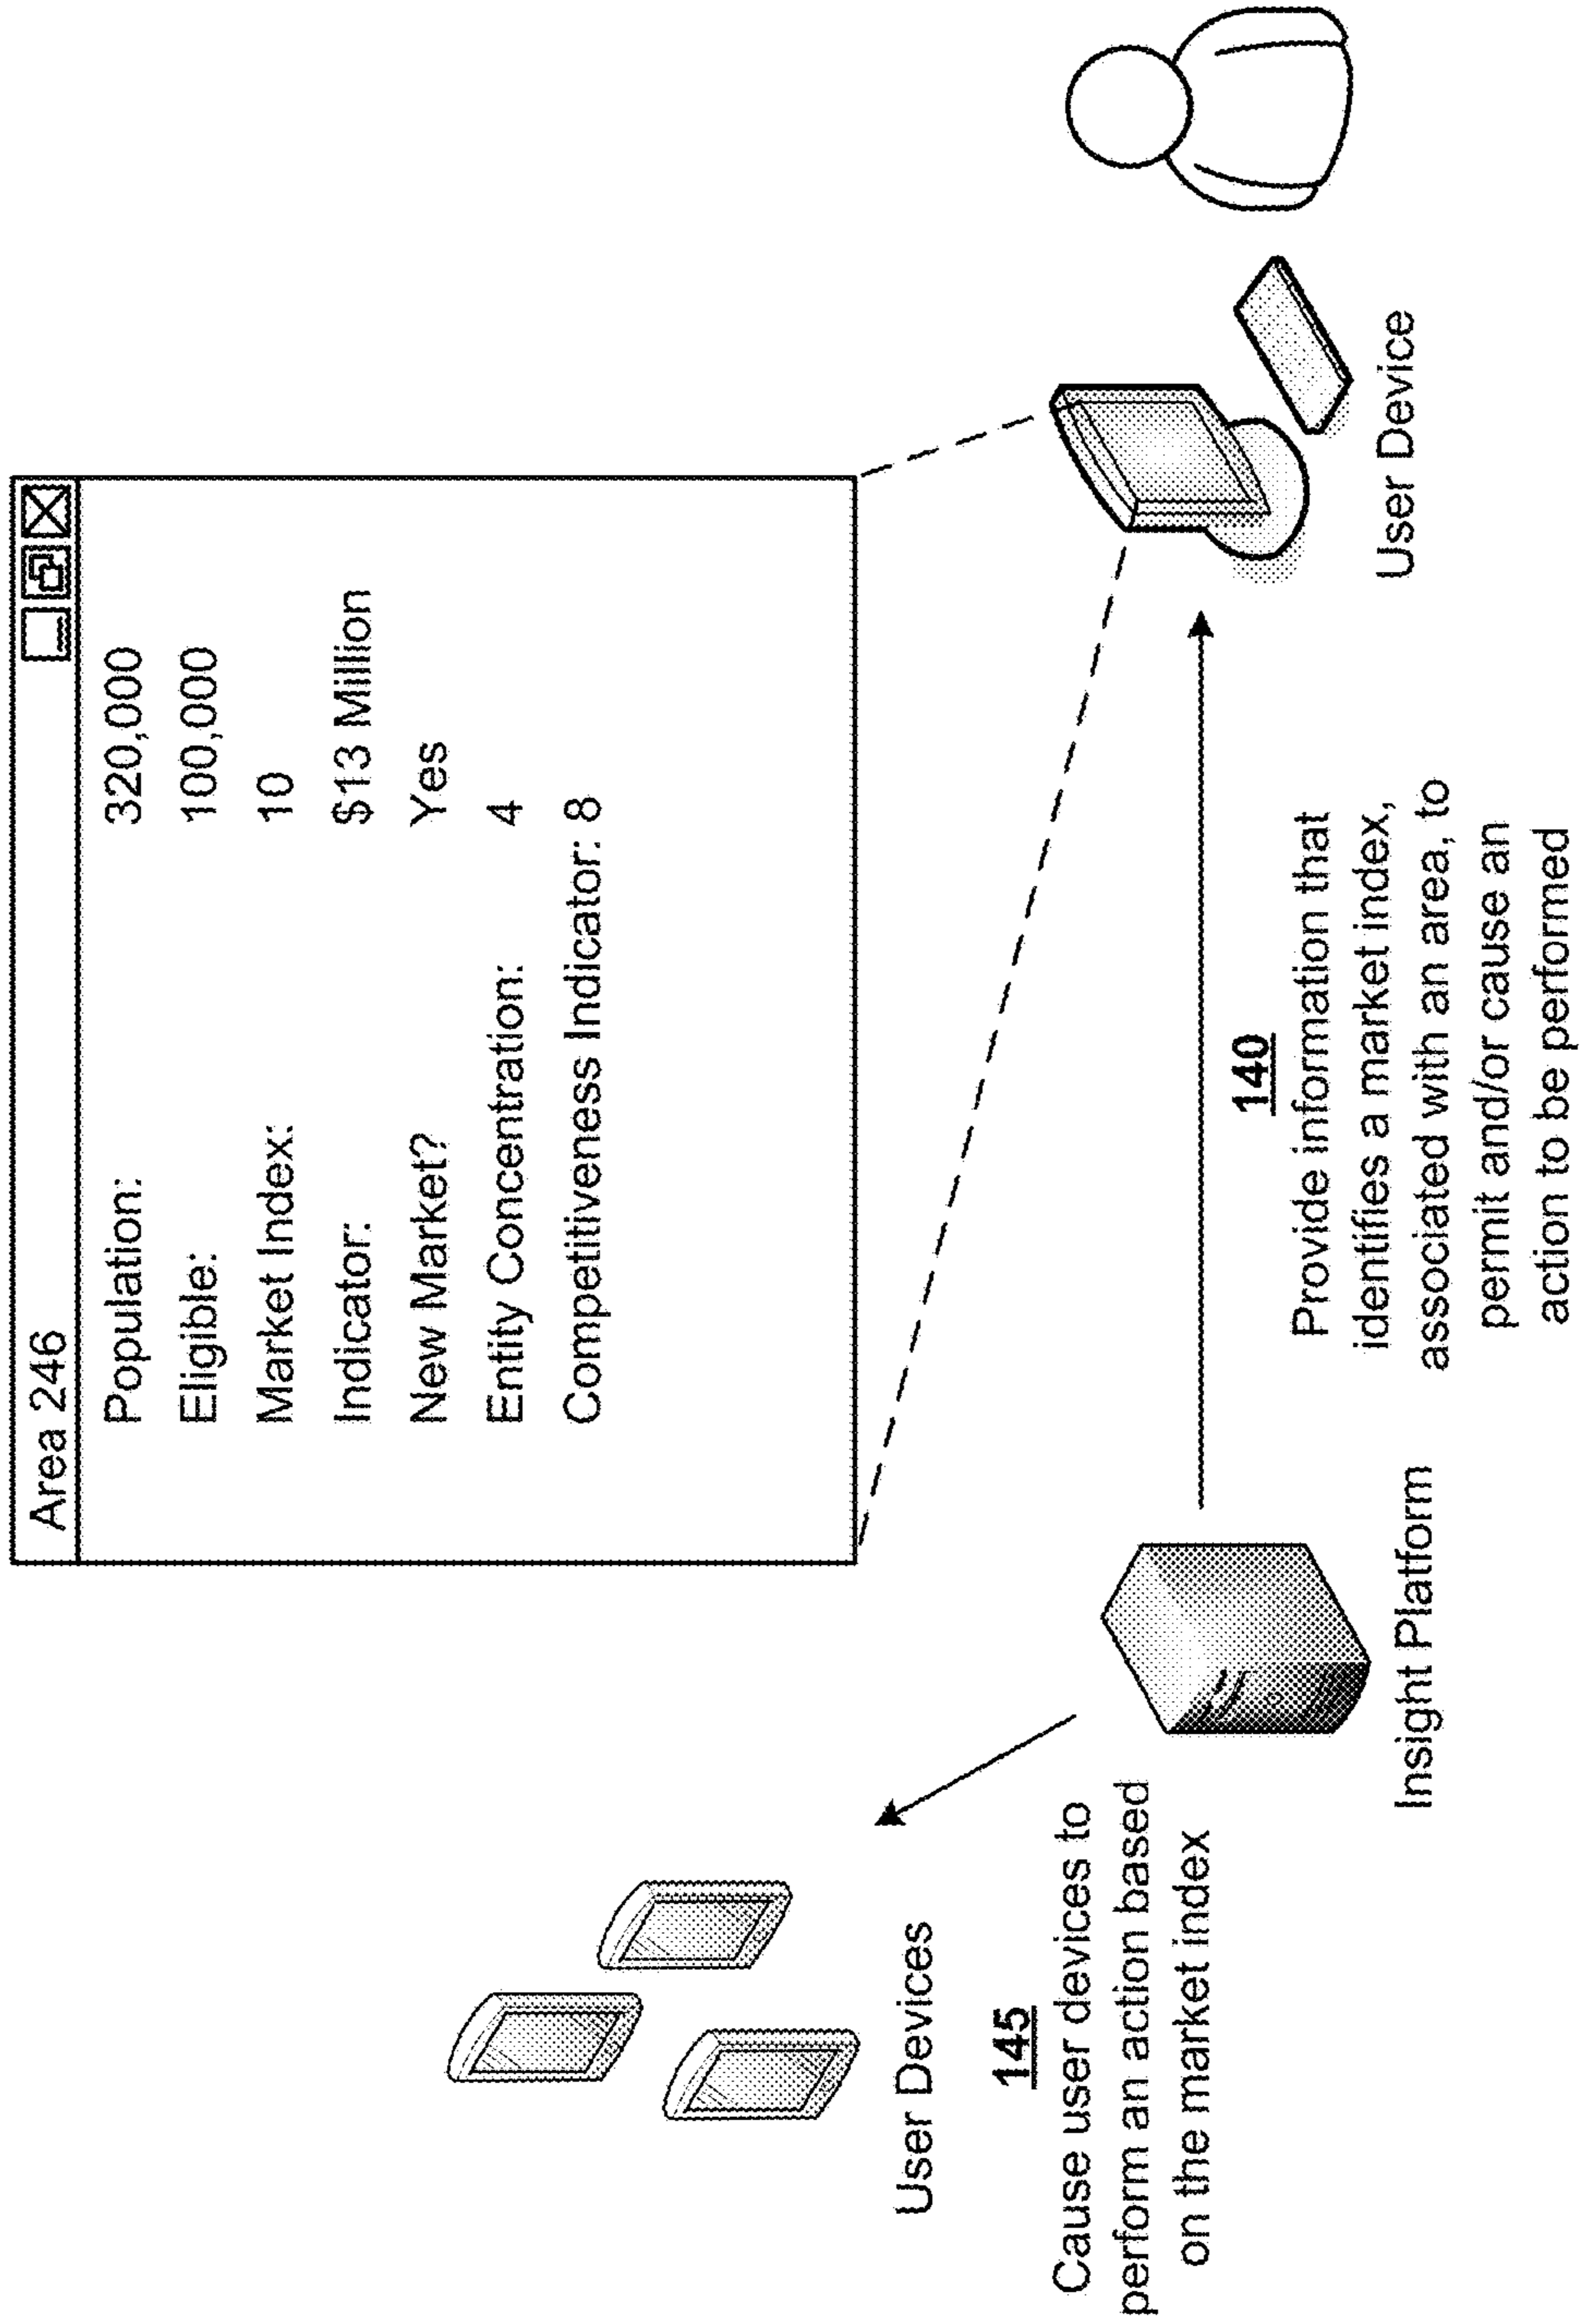 Area 246
Population: 320,000
Eligible: 100,000
Market Index: 10
Indicator: $13 Million
New Market? Yes
Entity Concentration: 4
Competitiveness Indicator: 8
User Devices
145
Cause user devices to
perform an action based
on the market index
Insight Platform
140
Provide information that
identifies a market index,
associated with an area, to
permit and/or cause an
action to be performed
User Device